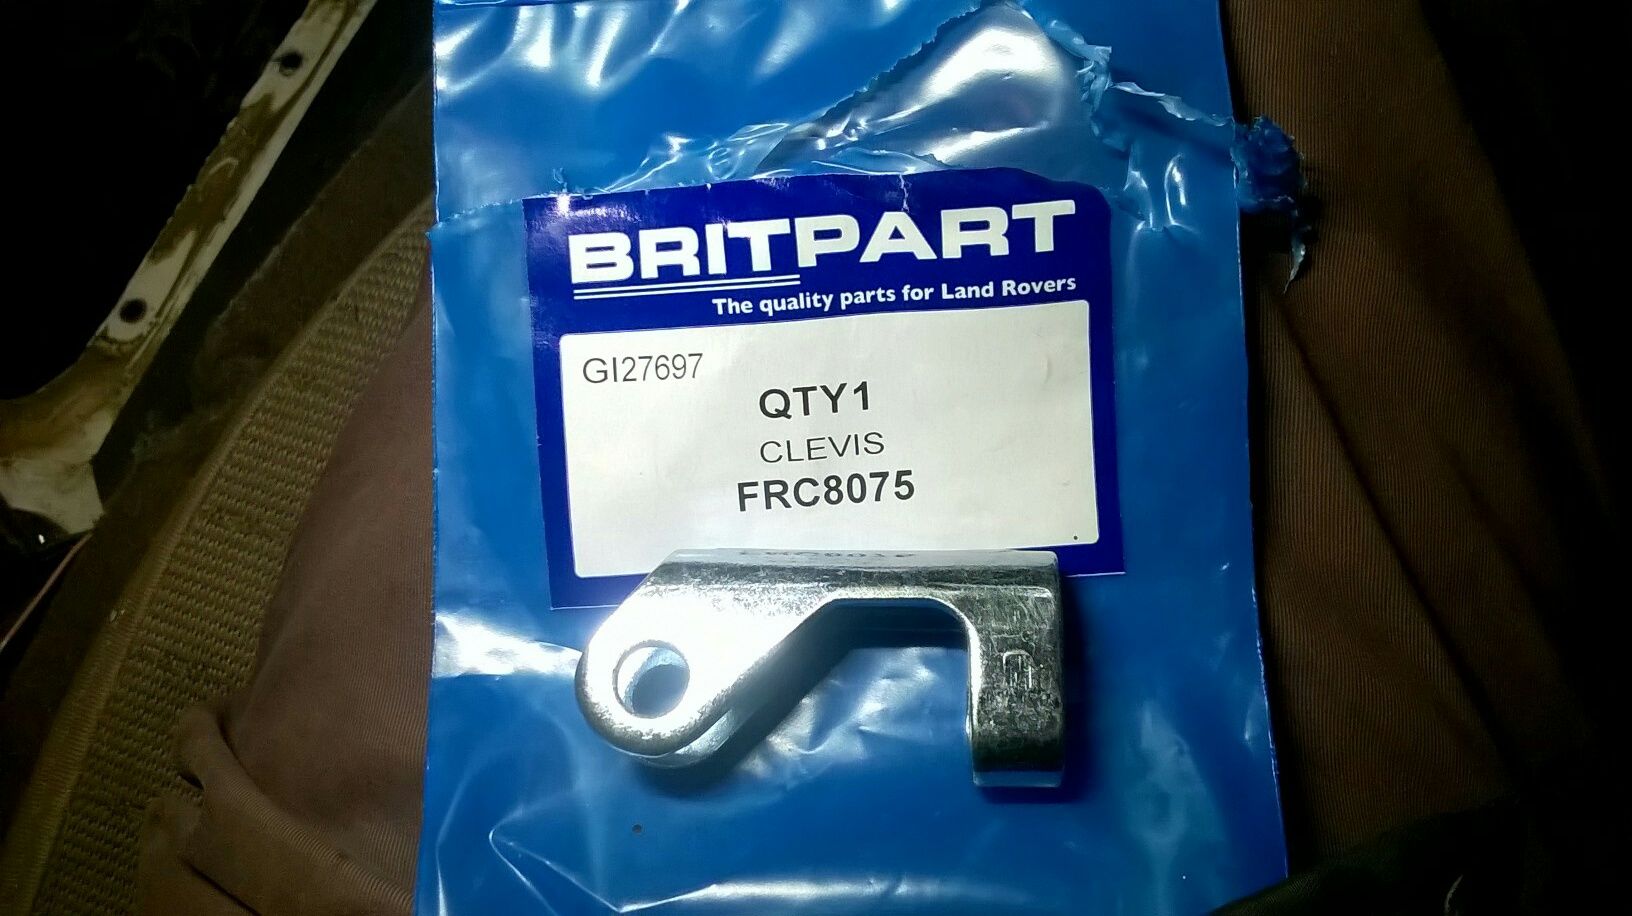 BRITPART
The quality parts for Land Rovers
GI27697
QTY1
CLEVIS
FRC8075